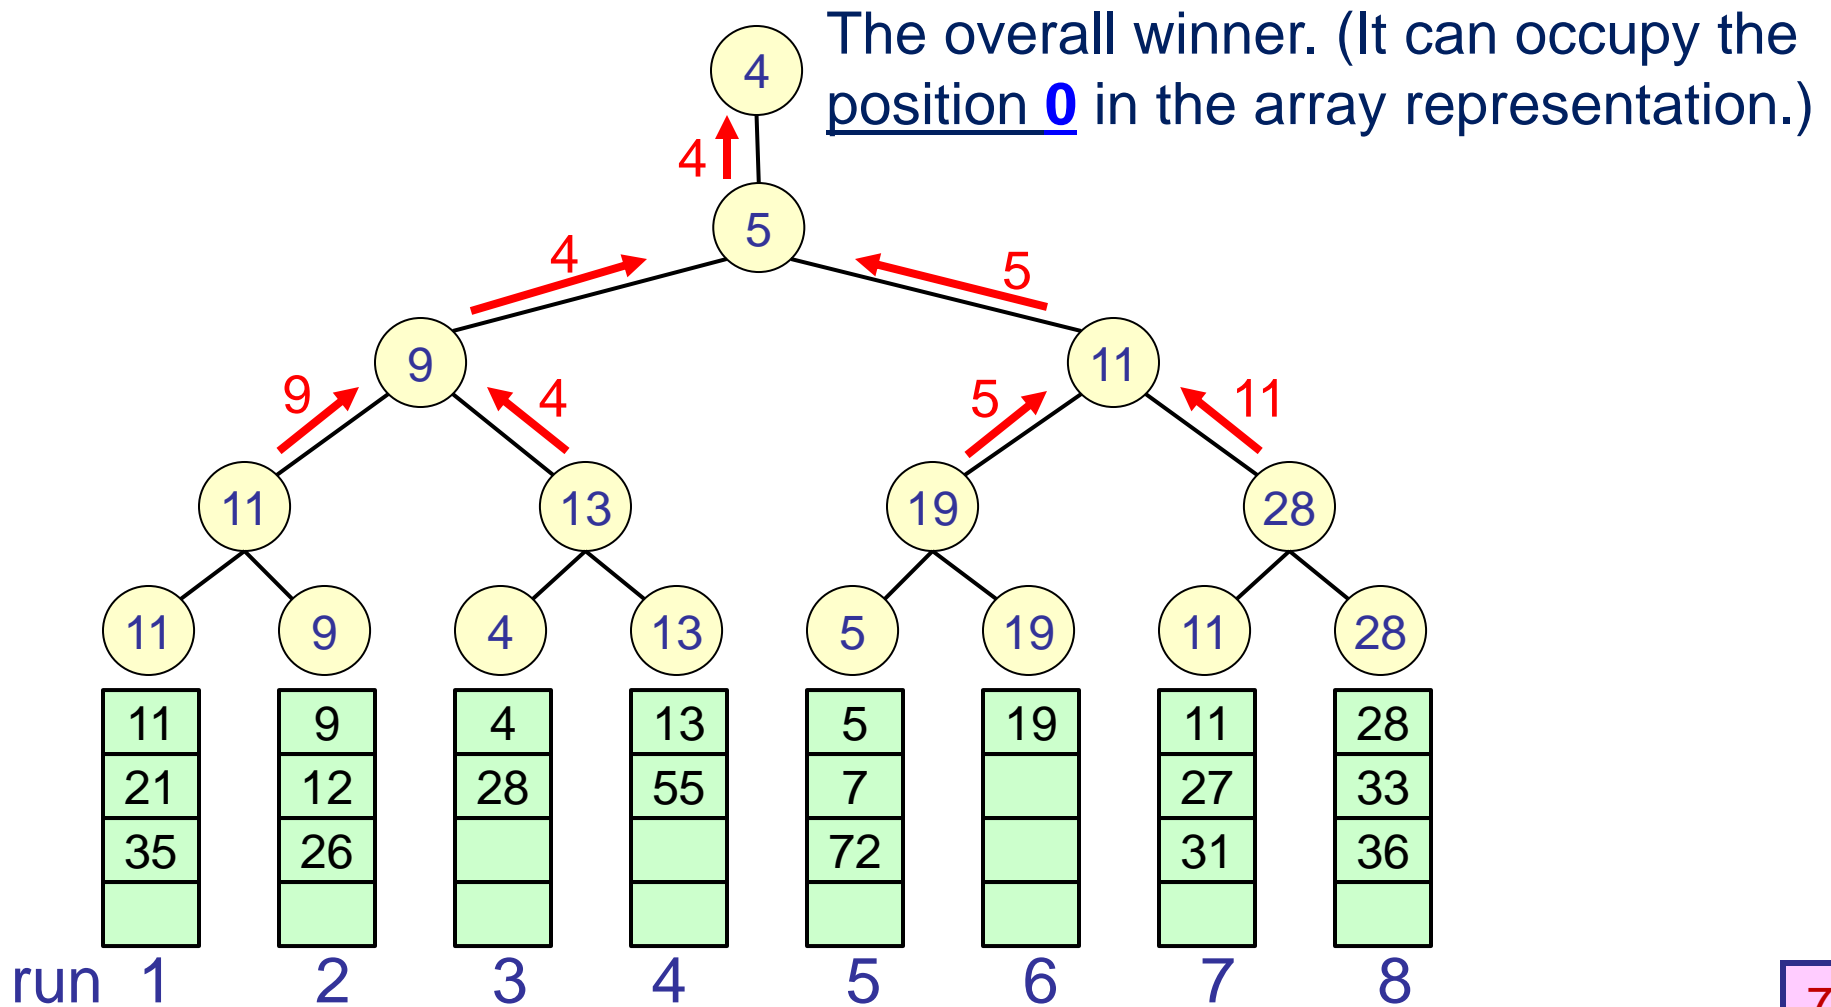 The overall winner. (It can occupy the
position 0 in the array representation.)
4
4
5
4 5
9 11
9 4 5 11
11 13 19 28
11 9 4 13 5 19 11 28
11 9 4 13 5 19 11 28
21 12 28 55 7 27 33
35 26 72 31 36
run 1 2 3 4 5 6 7 8